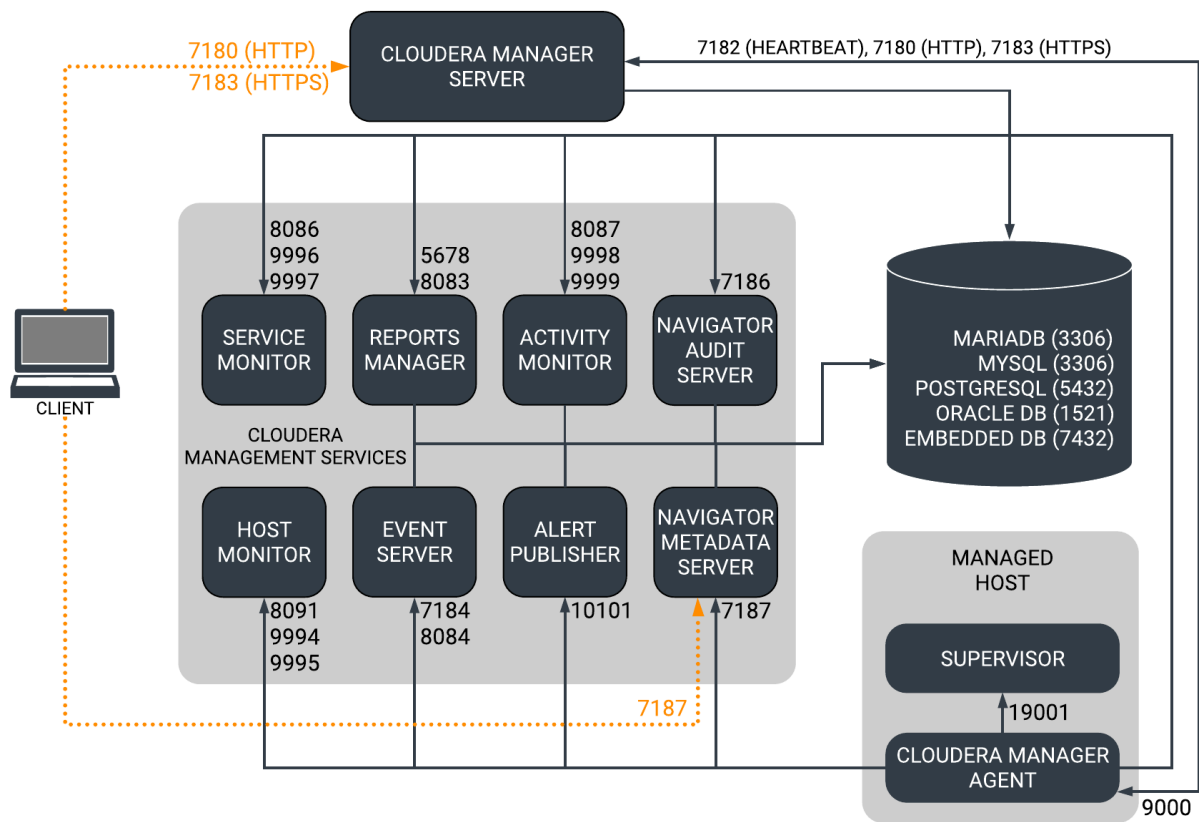 7180 (HTTP)
7183 (HTTPS)
CLOUDERA MANAGER
SERVER
7182 (HEARTBEAT), 7180 (HTTP), 7183 (HTTPS)
8086
9996
9997
5678
8083
8087
9998
9999
7186
SERVICE
MONITOR
REPORTS
MANAGER
ACTIVITY
MONITOR
NAVIGATOR
AUDIT
SERVER
MARIADB (3306)
MYSQL (3306)
POSTGRESQL (5432)
ORACLE DB (1521)
EMBEDDED DB (7432)
CLIENT
CLOUDERA
MANAGEMENT SERVICES
HOST
MONITOR
EVENT
SERVER
ALERT
PUBLISHER
NAVIGATOR
METADATA
SERVER
8091
9994
9995
7184
8084
10101
7187
7187
MANAGED
HOST
SUPERVISOR
19001
CLOUDERA MANAGER
AGENT
9000